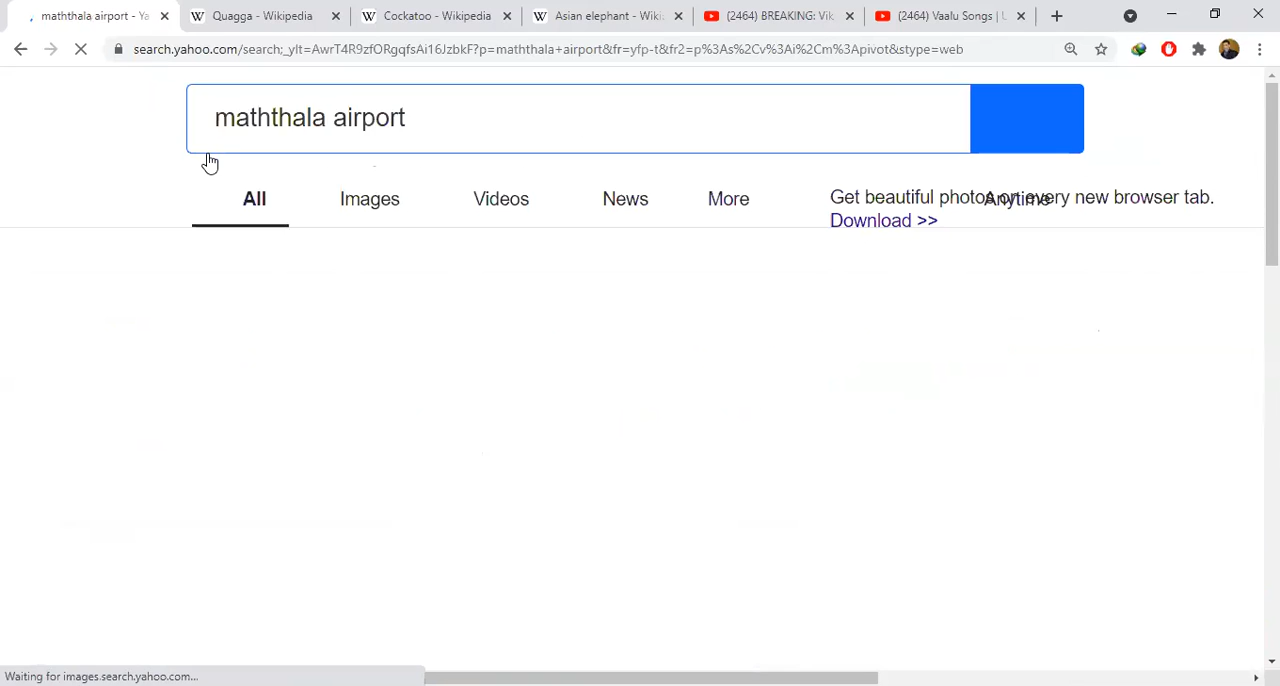 maththala airport - Ya
Quagga - Wikipedia
Cockatoo - Wikipedia
Asian elephant - Wiki
(2464) BREAKING: Vik
(2464) Vaalu Songs | U
search.yahoo.com/search;_ylt=AwrT4R9zfORgqfsAi16JzbkF?p=maththala+airport&fr=yfp-t&fr2=p%3As%2Cv%3Ai%2Cm%3Apivot&stype=web
maththala airport
All Images Videos News More Anytime
Get beautiful photos on every new browser tab.
Download >>
Waiting for images.search.yahoo.com...